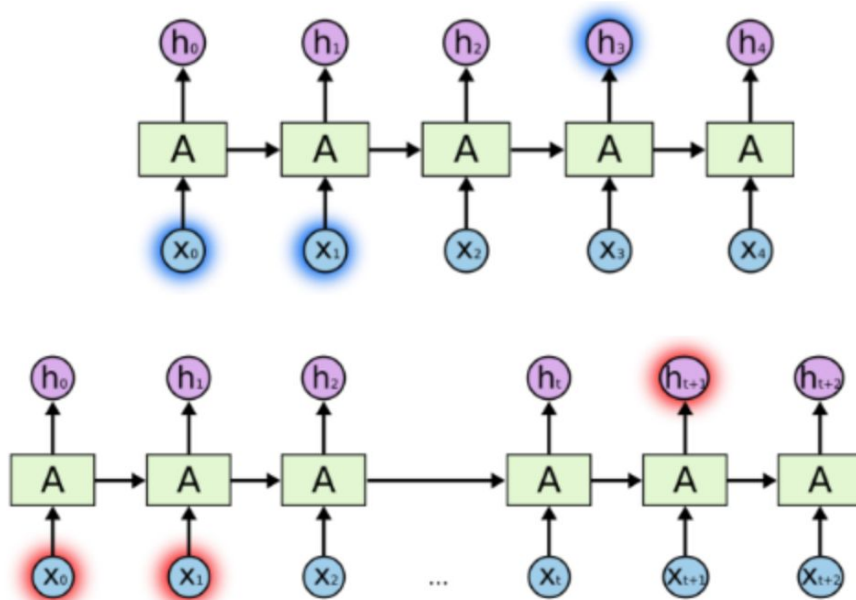 h₀ h₁ h₂ h₃ h₄
A A A A A
x₀ x₁ x₂ x₃ x₄
h₀ h₁ h₂ hₜ hₜ₊₁ hₜ₊₂
A A A A A A
x₀ x₁ x₂ ... xₜ xₜ₊₁ xₜ₊₂